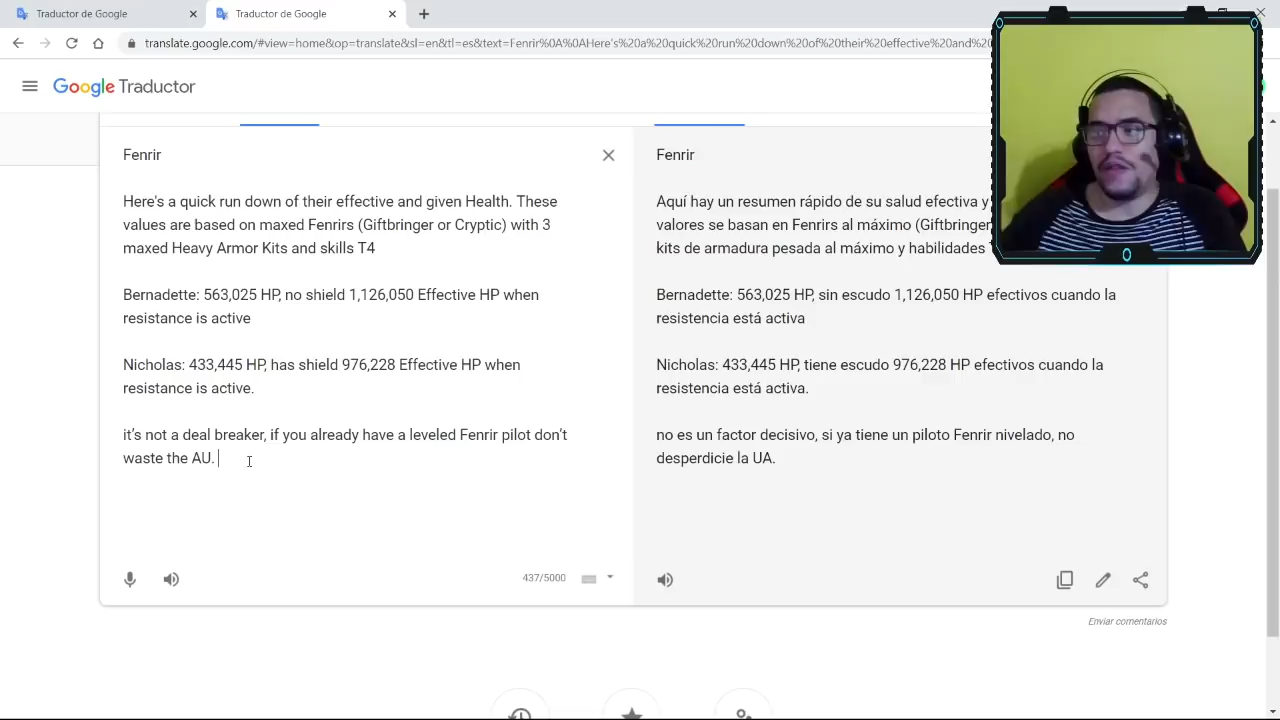 Traductor de Google
Traductor de Google
translate.google.com/#view=home&op=translate&sl=en&tl=es&text=Fenrir%0A%0AHere's%20a%20quick%20run%20down%20of%20their%20effective%20and%20
Google Traductor
Fenrir
Here's a quick run down of their effective and given Health. These
values are based on maxed Fenrirs (Giftbringer or Cryptic) with 3
maxed Heavy Armor Kits and skills T4
Bernadette: 563,025 HP, no shield 1,126,050 Effective HP when
resistance is active
Nicholas: 433,445 HP, has shield 976,228 Effective HP when
resistance is active.
it's not a deal breaker, if you already have a leveled Fenrir pilot don't
waste the AU.
437/5000
Fenrir
Aquí hay un resumen rápido de su salud efectiva y
valores se basan en Fenrirs al máximo (Giftbringer
kits de armadura pesada al máximo y habilidades
Bernadette: 563,025 HP, sin escudo 1,126,050 HP efectivos cuando la
resistencia está activa
Nicholas: 433,445 HP, tiene escudo 976,228 HP efectivos cuando la
resistencia está activa.
no es un factor decisivo, si ya tiene un piloto Fenrir nivelado, no
desperdicie la UA.
Enviar comentarios